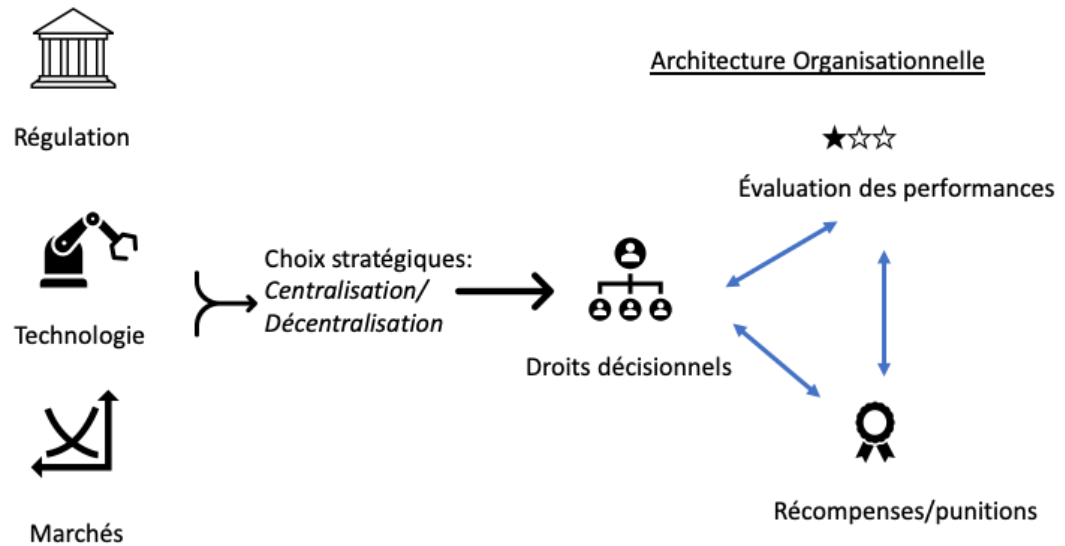 Architecture Organisationnelle
Régulation
Évaluation des performances
Technologie
Choix stratégiques:
Centralisation/
Décentralisation
Droits décisionnels
Marchés
Récompenses/punitions